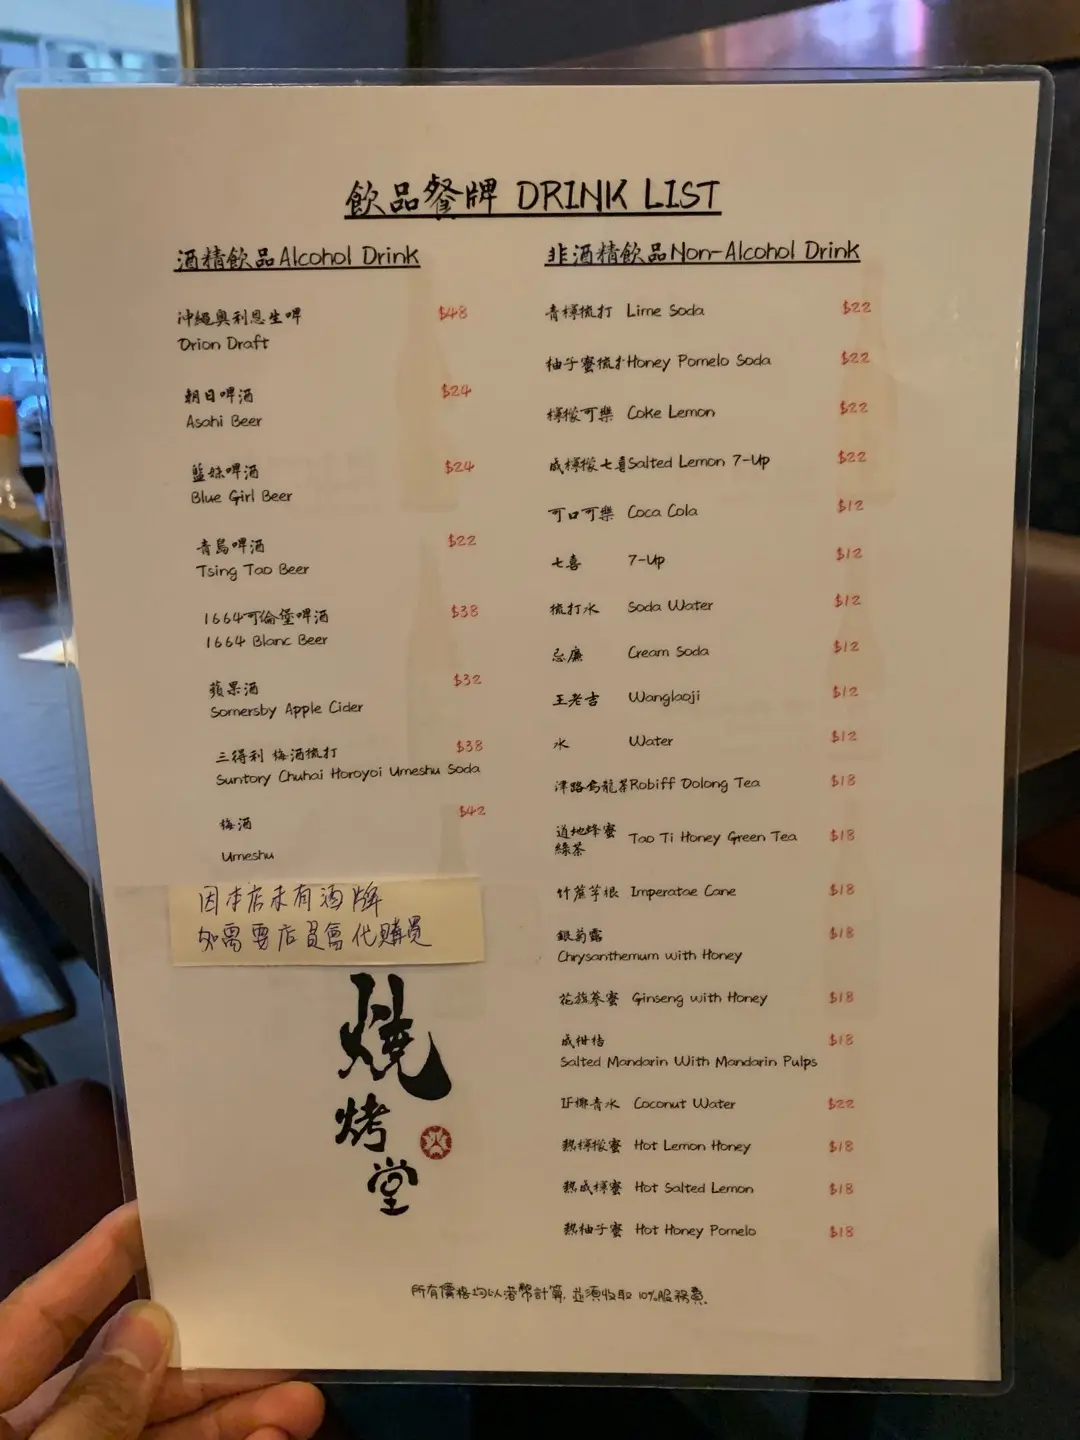 飲品餐牌 DRINK LIST
酒精飲品 Alcohol Drink
沖繩奧利恩生啤 $48
Orion Draft
朝日啤酒 $24
Asahi Beer
藍妹啤酒 $24
Blue Girl Beer
青島啤酒 $22
Tsing Tao Beer
1664可倫堡啤酒 $38
1664 Blanc Beer
蘋果酒 $32
Somersby Apple Cider
三得利 梅酒梳打 $38
Suntory Chuhai Horoyoi Umeshu Soda
梅酒 $42
Umeshu
因本店未有酒牌
如需要店員會代購買
燒
烤
堂
非酒精飲品 Non-Alcohol Drink
青檸梳打 Lime Soda $22
柚子蜜梳打 Honey Pomelo Soda $22
檸檬可樂 Coke Lemon $22
咸檸檬七喜 Salted Lemon 7-Up $22
可口可樂 Coca Cola $12
七喜 7-Up $12
梳打水 Soda Water $12
忌廉 Cream Soda $12
王老吉 Wanglaoji $12
水 Water $12
津路烏龍茶 Robiff Oolong Tea $18
道地蜂蜜 Tao Ti Honey Green Tea $18
綠茶
竹蔗茅根 Imperatae Cane $18
銀菊露 $18
Chrysanthemum with Honey
花旗蔘蜜 Ginseng with Honey $18
咸柑桔 $18
Salted Mandarin With Mandarin Pulps
IF椰青水 Coconut Water $22
熱檸檬蜜 Hot Lemon Honey $18
熱咸檸蜜 Hot Salted Lemon $18
熱柚子蜜 Hot Honey Pomelo $18
所有價格均以港幣計算, 並須收取 10%服務費